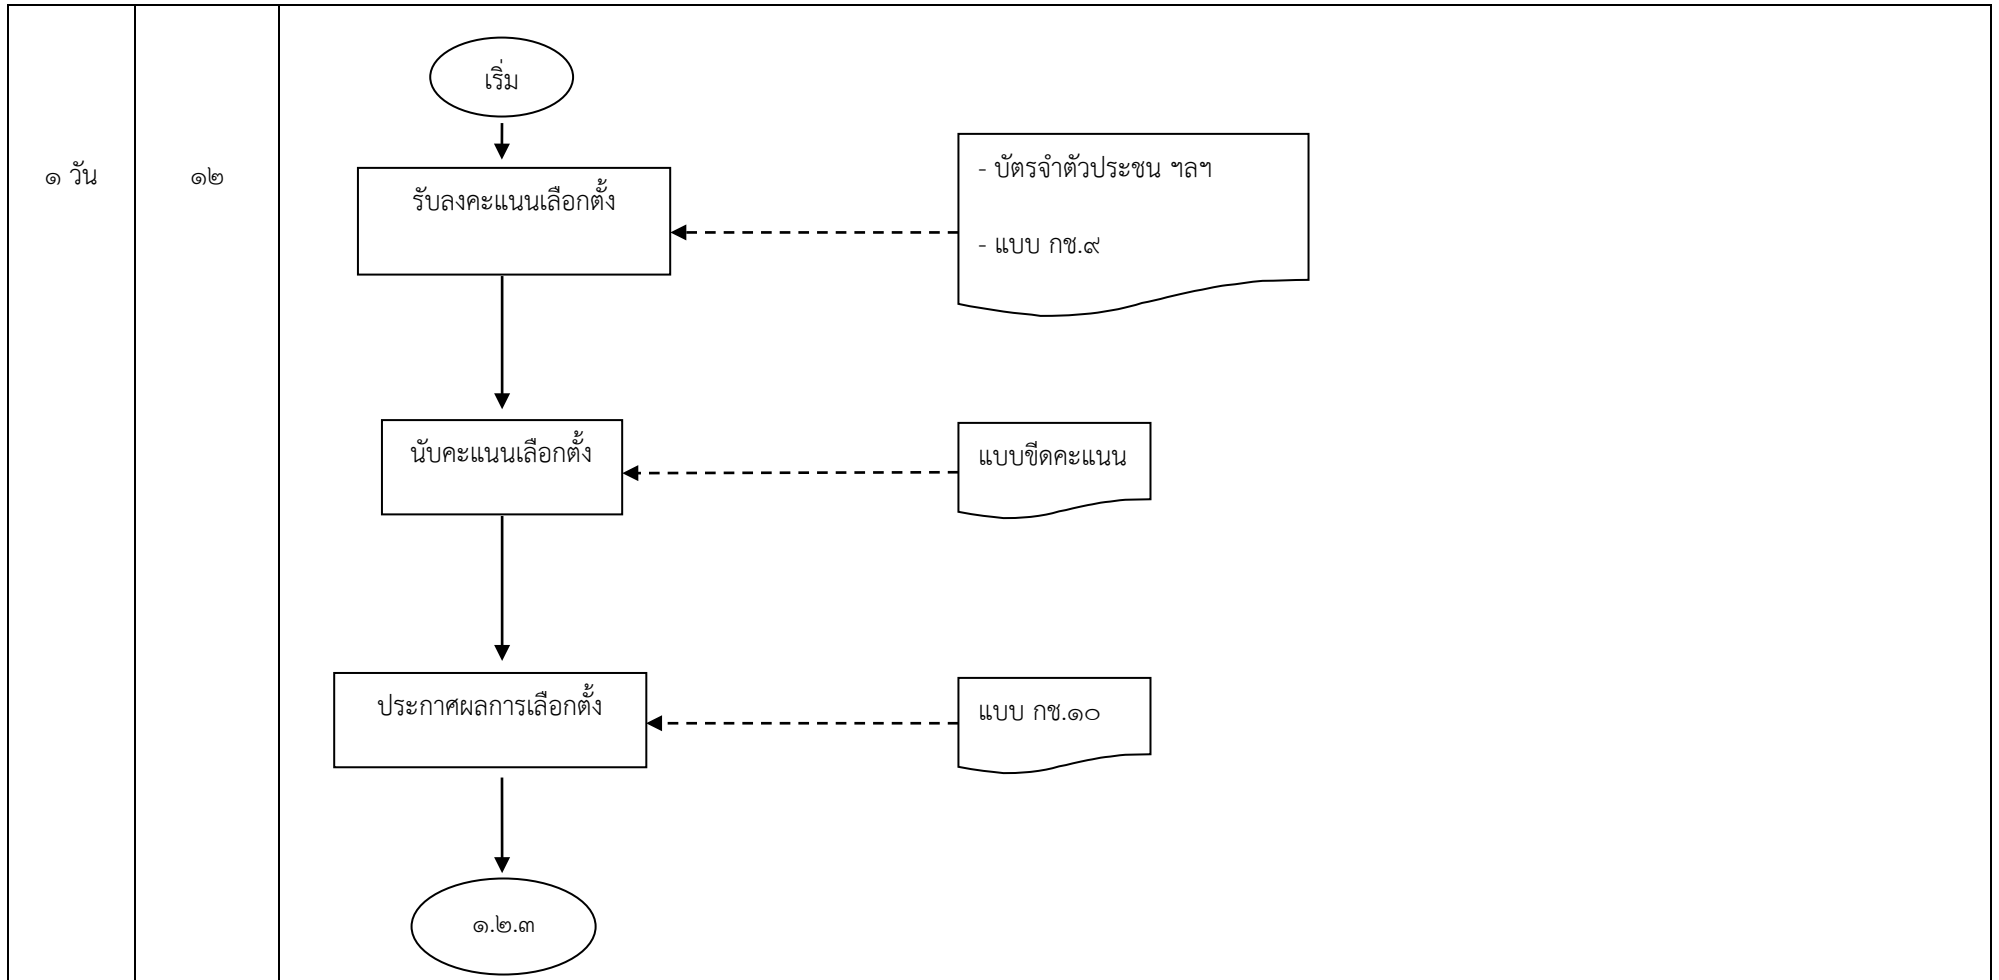 เริ่ม
๑ วัน
๑๒
รับลงคะแนนเลือกตั้ง
- บัตรจำตัวประชน ฯลฯ
- แบบ กช.๙
นับคะแนนเลือกตั้ง
แบบขีดคะแนน
ประกาศผลการเลือกตั้ง
แบบ กช.๑๐
๑.๒.๓